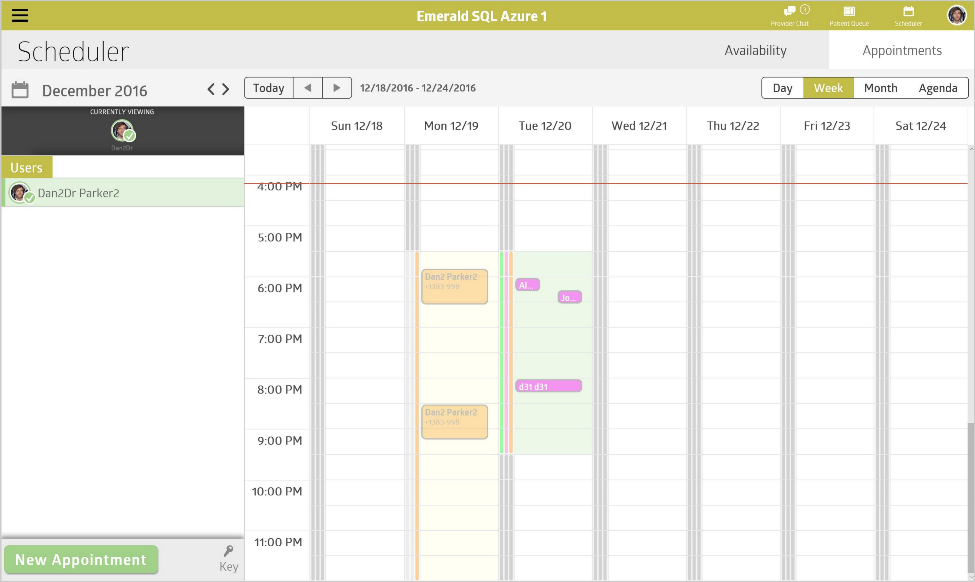 Emerald SQL Azure 1
Provider Chat
Patient Queue
Scheduler
Scheduler
Availability
Appointments
December 2016
Today
12/18/2016 - 12/24/2016
Day
Week
Month
Agenda
CURRENTLY VIEWING
Dan2Dr
Users
Dan2Dr Parker2
Sun 12/18
Mon 12/19
Tue 12/20
Wed 12/21
Thu 12/22
Fri 12/23
Sat 12/24
4:00 PM
5:00 PM
6:00 PM
7:00 PM
8:00 PM
9:00 PM
10:00 PM
11:00 PM
Dan2 Parker2
Al...
Jo...
d31 d31
Dan2 Parker2
New Appointment
Key